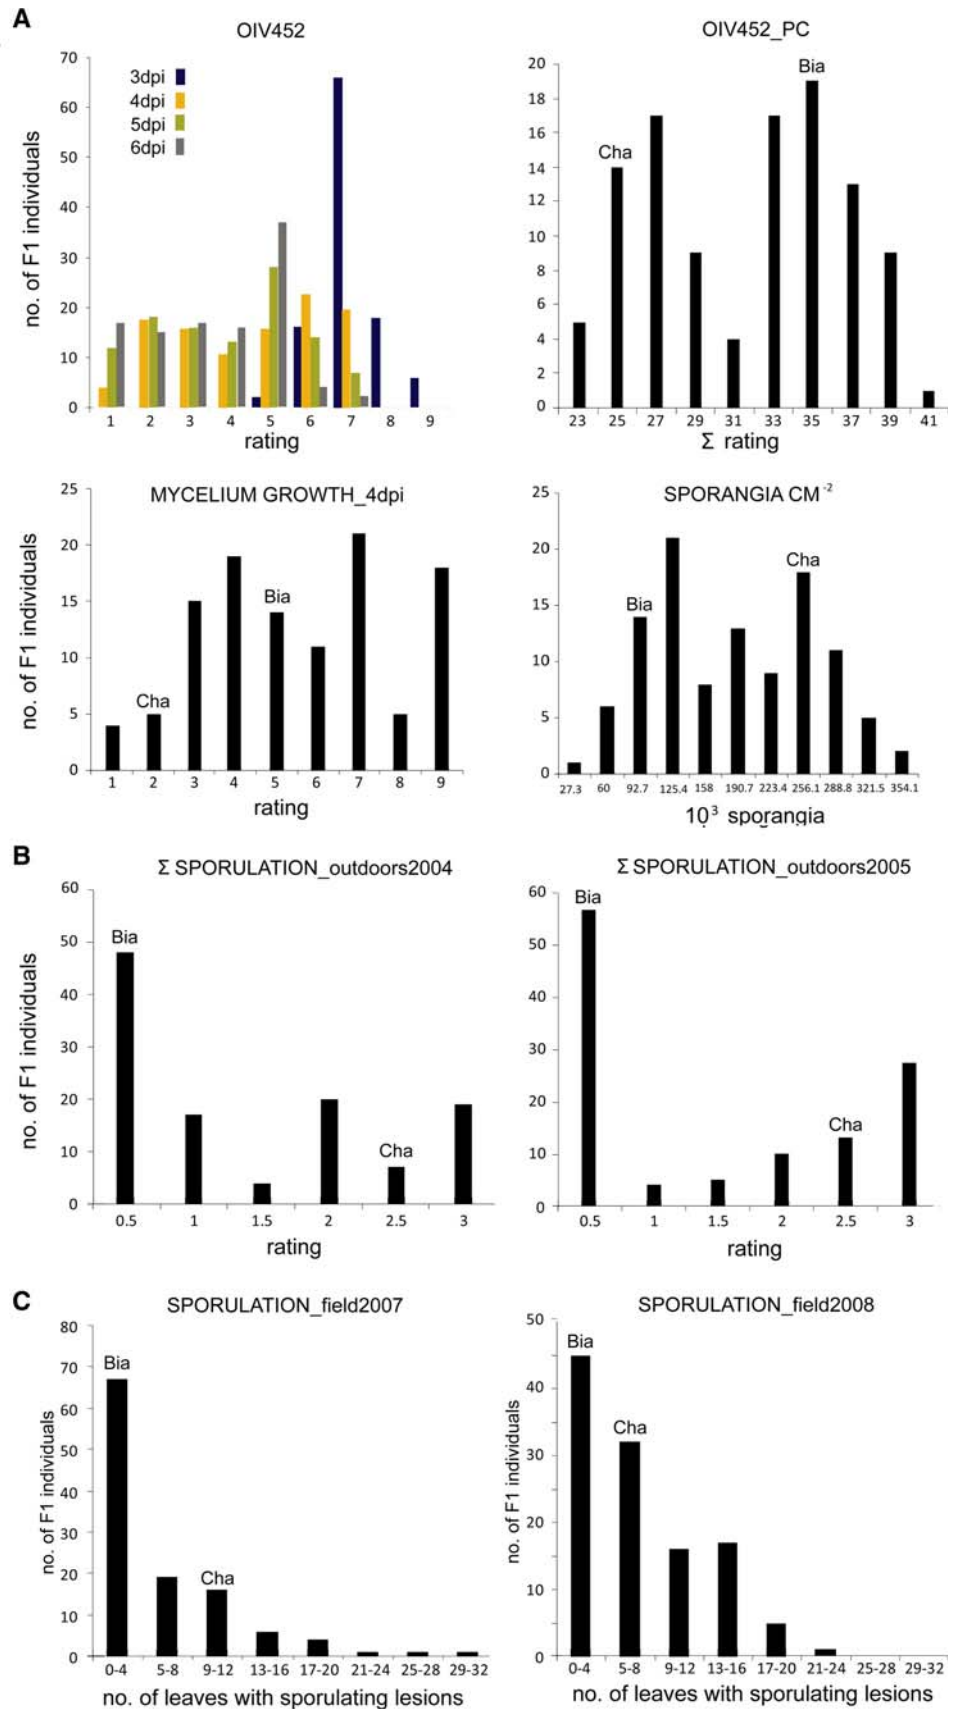 A
OIV452
70
60
50
40
30
20
10
0
no. of F1 individuals
3dpi
4dpi
5dpi
6dpi
1 2 3 4 5 6 7 8 9
rating
OIV452_PC
20
18
16
14
12
10
8
6
4
2
0
Cha
Bia
23 25 27 29 31 33 35 37 39 41
Σ rating
MYCELIUM GROWTH_4dpi
25
20
15
10
5
0
no. of F1 individuals
Cha
Bia
1 2 3 4 5 6 7 8 9
rating
SPORANGIA CM⁻²
25
20
15
10
5
0
Bia
Cha
27.3 60 92.7 125.4 158 190.7 223.4 256.1 288.8 321.5 354.1
10³ sporangia
B
Σ SPORULATION_outdoors2004
60
50
40
30
20
10
0
no. of F1 individuals
Bia
Cha
0.5 1 1.5 2 2.5 3
rating
Σ SPORULATION_outdoors2005
60
50
40
30
20
10
0
Bia
Cha
0.5 1 1.5 2 2.5 3
rating
C
SPORULATION_field2007
80
70
60
50
40
30
20
10
0
no. of F1 individuals
Bia
Cha
0-4 5-8 9-12 13-16 17-20 21-24 25-28 29-32
no. of leaves with sporulating lesions
SPORULATION_field2008
50
40
30
20
10
0
no. of F1 individuals
Bia
Cha
0-4 5-8 9-12 13-16 17-20 21-24 25-28 29-32
no. of leaves with sporulating lesions